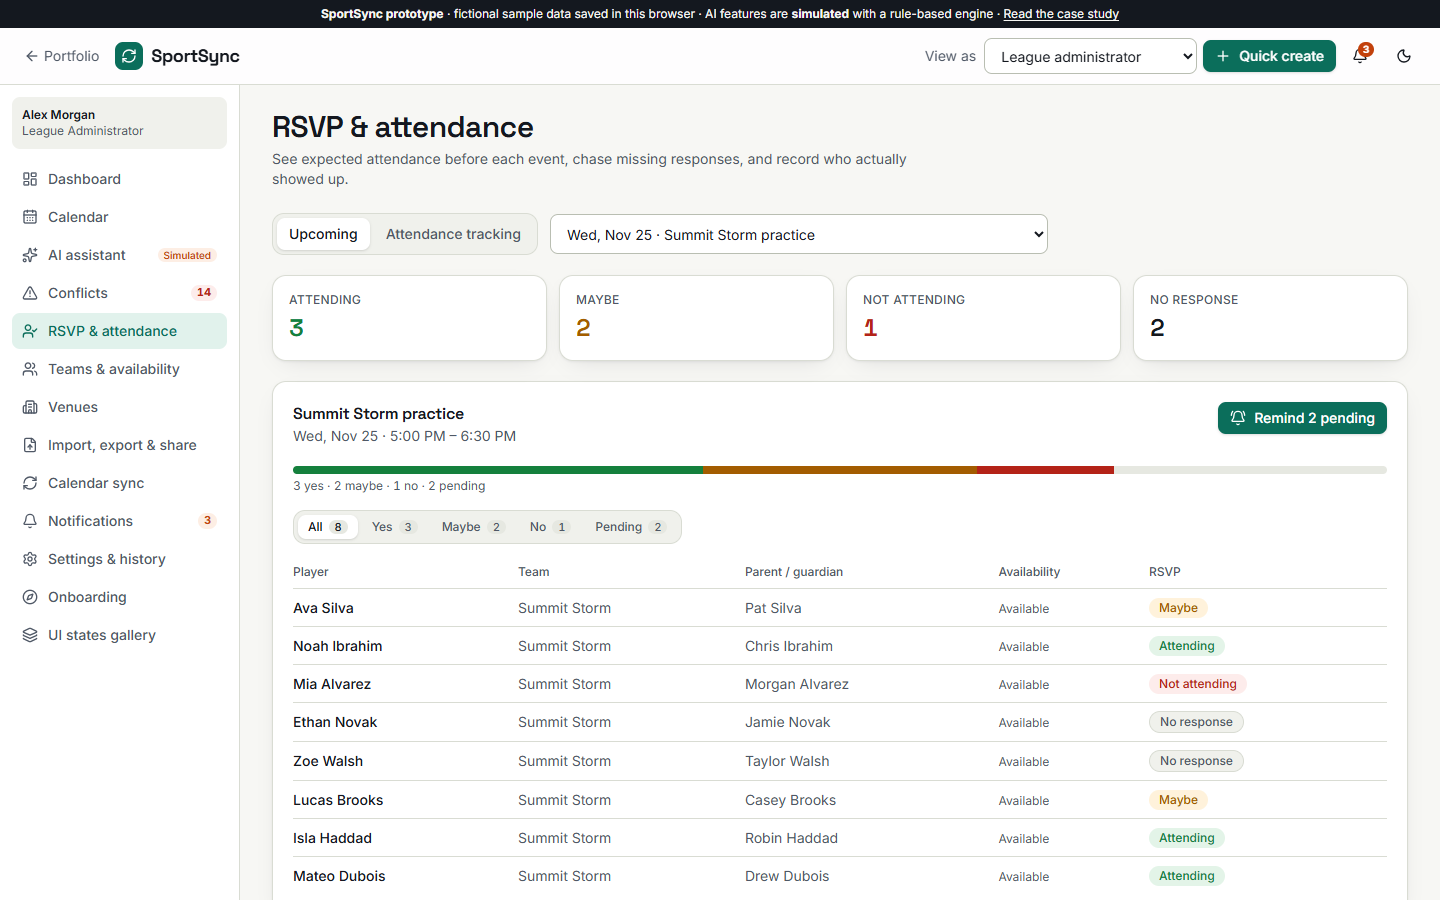 SportSync prototype · fictional sample data saved in this browser · AI features are simulated with a rule-based engine · Read the case study
Portfolio
SportSync
View as
League administrator
Quick create
3
Alex Morgan
League Administrator
Dashboard
Calendar
AI assistant
Simulated
Conflicts
14
RSVP & attendance
Teams & availability
Venues
Import, export & share
Calendar sync
Notifications
3
Settings & history
Onboarding
UI states gallery
RSVP & attendance
See expected attendance before each event, chase missing responses, and record who actually
showed up.
Upcoming
Attendance tracking
Wed, Nov 25 · Summit Storm practice
ATTENDING
3
MAYBE
2
NOT ATTENDING
1
NO RESPONSE
2
Summit Storm practice
Wed, Nov 25 · 5:00 PM – 6:30 PM
Remind 2 pending
3 yes · 2 maybe · 1 no · 2 pending
All 8 Yes 3 Maybe 2 No 1 Pending 2
Player Team Parent / guardian Availability RSVP
Ava Silva Summit Storm Pat Silva Available Maybe
Noah Ibrahim Summit Storm Chris Ibrahim Available Attending
Mia Alvarez Summit Storm Morgan Alvarez Available Not attending
Ethan Novak Summit Storm Jamie Novak Available No response
Zoe Walsh Summit Storm Taylor Walsh Available No response
Lucas Brooks Summit Storm Casey Brooks Available Maybe
Isla Haddad Summit Storm Robin Haddad Available Attending
Mateo Dubois Summit Storm Drew Dubois Available Attending